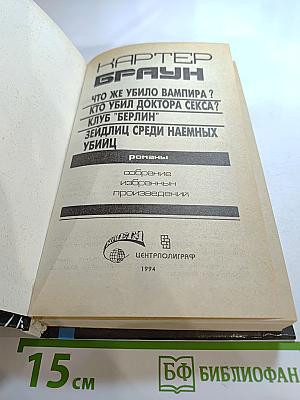 КАРТЕР
БРАУН
ЧТО ЖЕ УБИЛО ВАМПИРА?
КТО УБИЛ ДОКТОРА СЕКСА?
КЛУБ "БЕРЛИН"
ЗЕЙДЛИЦ СРЕДИ НАЕМНЫХ
УБИЙЦ
романы
собрание
избранных
произведений
ЦЕНТРПОЛИГРАФ
1994
15 СМ
БФ БИБЛИОФАН